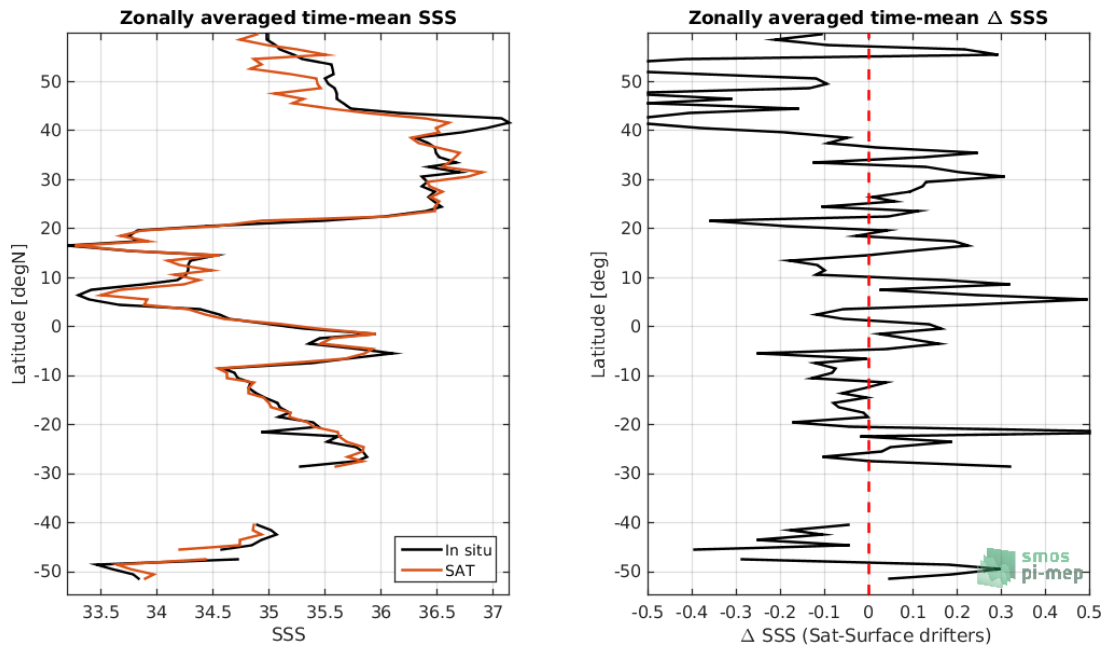 Zonally averaged time-mean SSS
50
40
30
20
10
0
-10
-20
-30
-40
-50
Latitude [degN]
33.5 34 34.5 35 35.5 36 36.5 37
SSS
In situ
SAT
Zonally averaged time-mean Δ SSS
50
40
30
20
10
0
-10
-20
-30
-40
-50
Latitude [deg]
-0.5 -0.4 -0.3 -0.2 -0.1 0 0.1 0.2 0.3 0.4 0.5
Δ SSS (Sat-Surface drifters)
smos
pi-mep